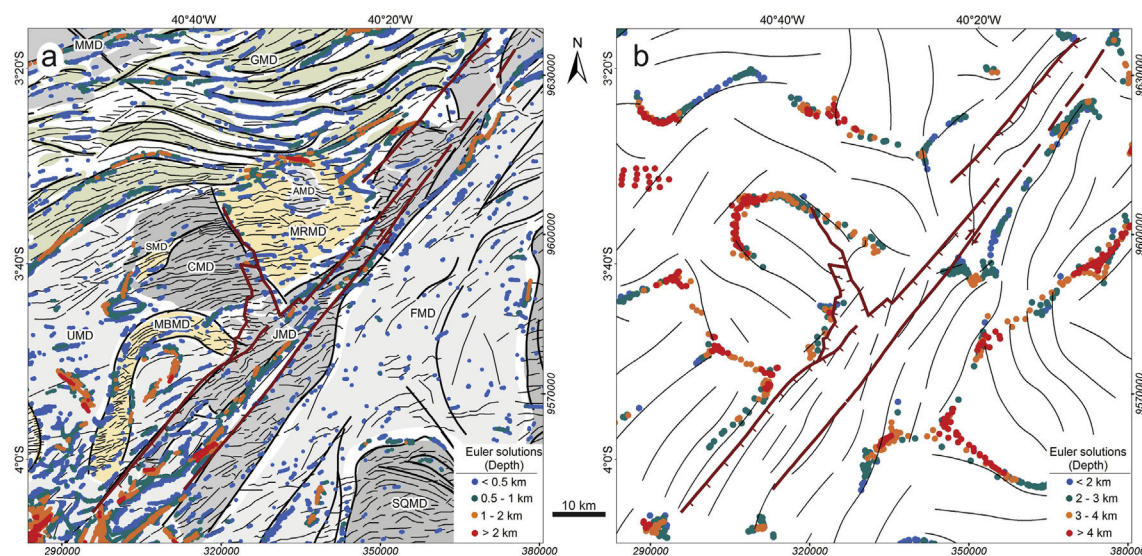 40°40'W
40°20'W
40°40'W
40°20'W
a
MMD
GMD
3°20'S
9630000
N
b
3°20'S
9630000
AMD
MRMD
SMD
CMD
3°40'S
9600000
3°40'S
9600000
UMD
MBMD
JMD
FMD
9570000
9570000
4°0'S
SQMD
Euler solutions
(Depth)
< 0.5 km
0.5 - 1 km
1 - 2 km
> 2 km
10 km
4°0'S
Euler solutions
(Depth)
< 2 km
2 - 3 km
3 - 4 km
> 4 km
290000
320000
350000
380000
290000
320000
350000
380000